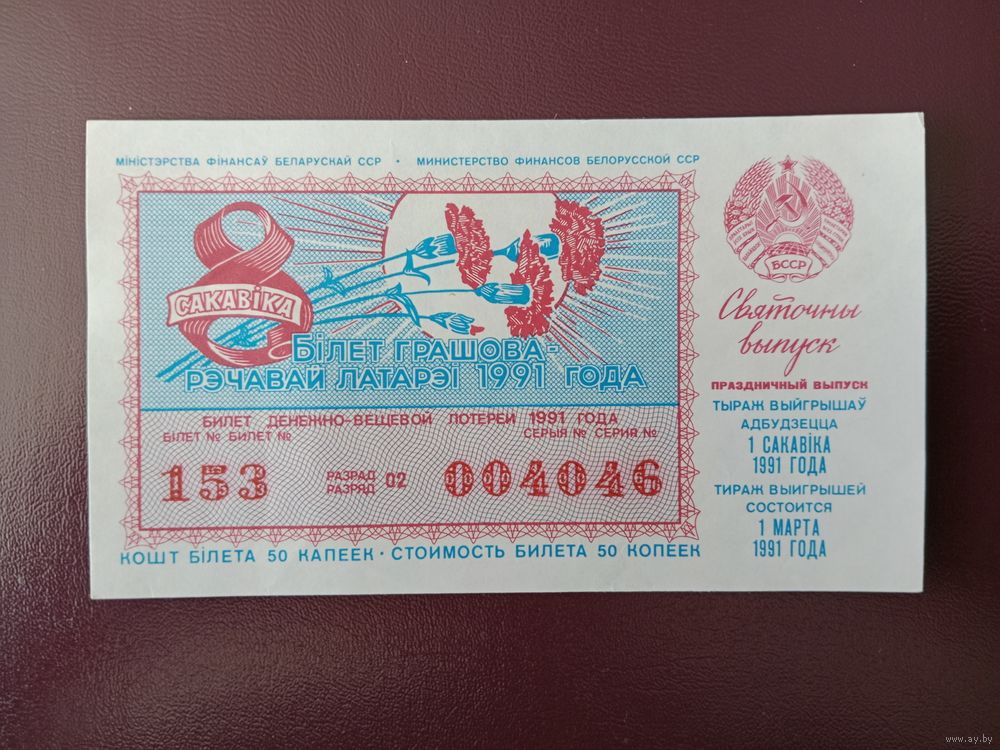 МІНІСТЭРСТВА ФІНАНСАЎ БЕЛАРУСКАЙ ССР • МИНИСТЕРСТВО ФИНАНСОВ БЕЛОРУССКОЙ ССР
8
САКАВІКА
БІЛЕТ ГРАШОВА-
РЭЧАВАЙ ЛАТАРЭІ 1991 ГОДА
БИЛЕТ ДЕНЕЖНО-ВЕЩЕВОЙ ЛОТЕРЕИ 1991 ГОДА
БІЛЕТ № БИЛЕТ № СЕРЫЯ № СЕРИЯ №
153 РАЗРАД 02 004046
РАЗРЯД
КОШТ БІЛЕТА 50 КАПЕЕК • СТОИМОСТЬ БИЛЕТА 50 КОПЕЕК
БССР
Святочны
выпуск
ПРАЗДНИЧНЫЙ ВЫПУСК
ТЫРАЖ ВЫЙГРЫШАЎ
АДБУДЗЕЦЦА
1 САКАВІКА
1991 ГОДА
ТИРАЖ ВЫИГРЫШЕЙ
СОСТОИТСЯ
1 МАРТА
1991 ГОДА
www.ay.by